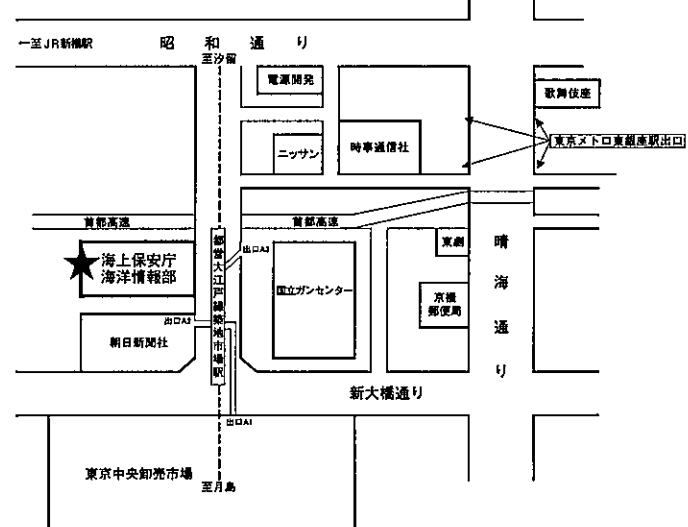 ←至JR新橋駅
昭和通り
至汐留
電源開発
歌舞伎座
ニッサン
時事通信社
東京メトロ東銀座駅出口
首都高速
首都高速
海上保安庁
海洋情報部
都営大江戸線築地市場駅
出口A3
国立ガンセンター
東劇
晴海通り
京橋
郵便局
出口A2
朝日新聞社
新大橋通り
出口A1
東京中央卸売市場
至月島